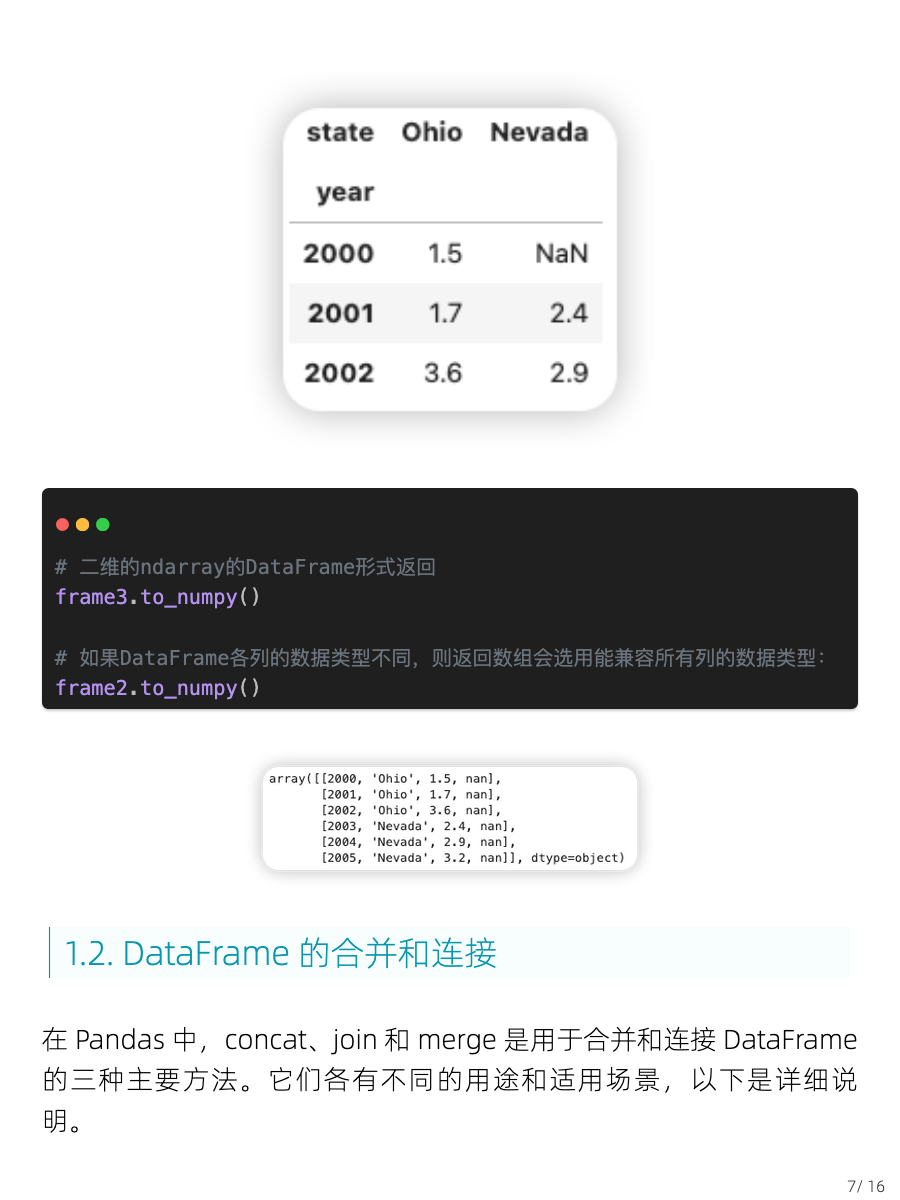 state Ohio Nevada
year
2000 1.5 NaN
2001 1.7 2.4
2002 3.6 2.9
# 二维的ndarray的DataFrame形式返回
frame3.to_numpy()
# 如果DataFrame各列的数据类型不同，则返回数组会选用能兼容所有列的数据类型：
frame2.to_numpy()
array([[2000, 'Ohio', 1.5, nan],
[2001, 'Ohio', 1.7, nan],
[2002, 'Ohio', 3.6, nan],
[2003, 'Nevada', 2.4, nan],
[2004, 'Nevada', 2.9, nan],
[2005, 'Nevada', 3.2, nan]], dtype=object)
1.2. DataFrame 的合并和连接
在 Pandas 中，concat、join 和 merge 是用于合并和连接 DataFrame
的三种主要方法。它们各有不同的用途和适用场景，以下是详细说
明。
7/ 16